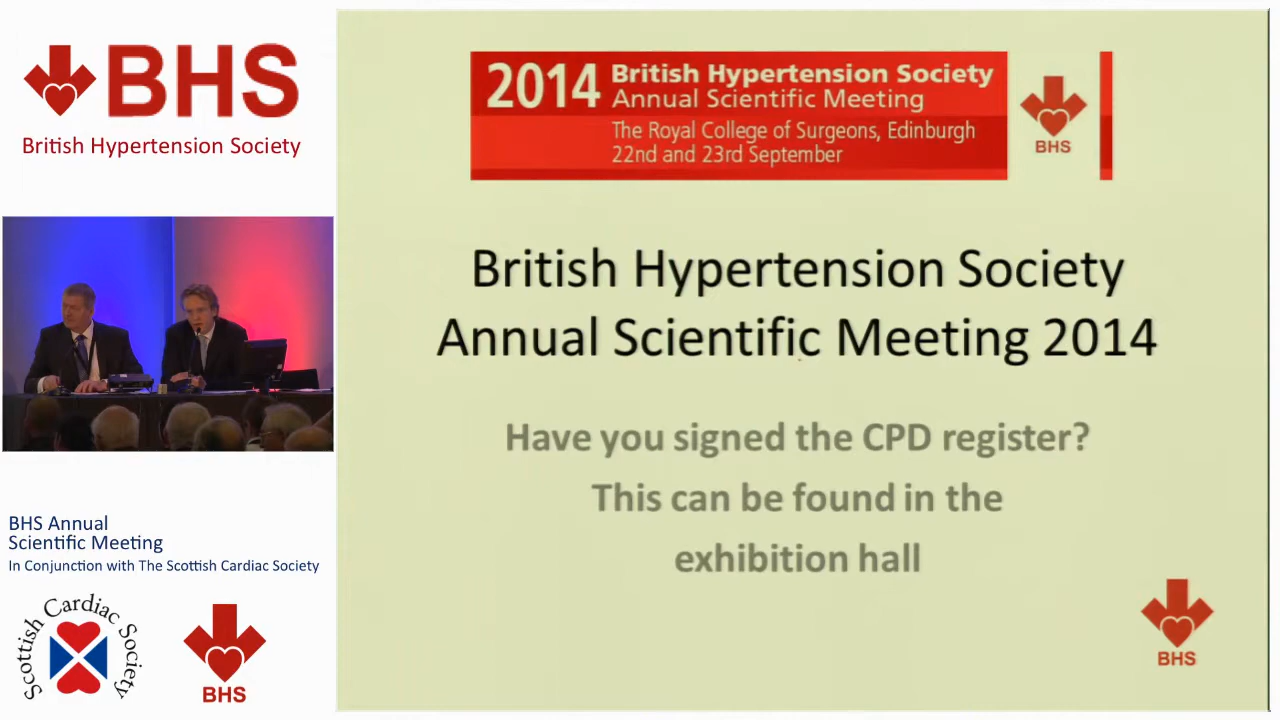 BHS
British Hypertension Society
BHS Annual
Scientific Meeting
In Conjunction with The Scottish Cardiac Society
Scottish Cardiac Society
BHS
2014 British Hypertension Society
Annual Scientific Meeting
The Royal College of Surgeons, Edinburgh
22nd and 23rd September
BHS
British Hypertension Society
Annual Scientific Meeting 2014
Have you signed the CPD register?
This can be found in the
exhibition hall
BHS